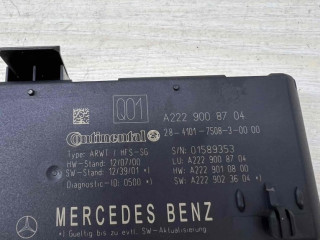 Q01
A222 900 87 04
Continental
28-4101-7508-3-00 00
Type: ARWT / HFS-SG
S/N: 01589353
HW-Stand: 12/07/00
LU: A222 900 87 04
SW-Stand: 12/39/01 *)
HW: A222 901 08 00
Diagnostic-ID: 0500 *)
SW: A222 902 36 04 *)
MERCEDES BENZ
*) Gueltig bis zu evtl. SW-Aktualisierung